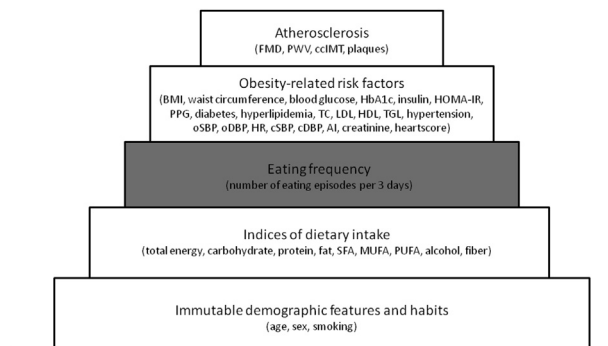 Atherosclerosis
(FMD, PWV, ccIMT, plaques)
Obesity-related risk factors
(BMI, waist circumference, blood glucose, HbA1c, insulin, HOMA-IR,
PPG, diabetes, hyperlipidemia, TC, LDL, HDL, TGL, hypertension,
oSBP, oDBP, HR, cSBP, cDBP, AI, creatinine, heartscore)
Eating frequency
(number of eating episodes per 3 days)
Indices of dietary intake
(total energy, carbohydrate, protein, fat, SFA, MUFA, PUFA, alcohol, fiber)
Immutable demographic features and habits
(age, sex, smoking)